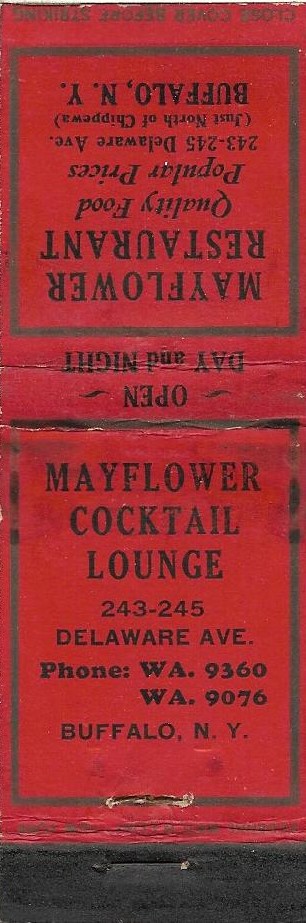 CLOSE COVER BEFORE STRIKING
MAYFLOWER
RESTAURANT
Quality Food
Popular Prices
243-245 Delaware Ave.
(Just North of Chippewa)
BUFFALO, N. Y.
~ OPEN ~
DAY and NIGHT
MAYFLOWER
COCKTAIL
LOUNGE
243-245
DELAWARE AVE.
Phone: WA. 9360
WA. 9076
BUFFALO, N. Y.